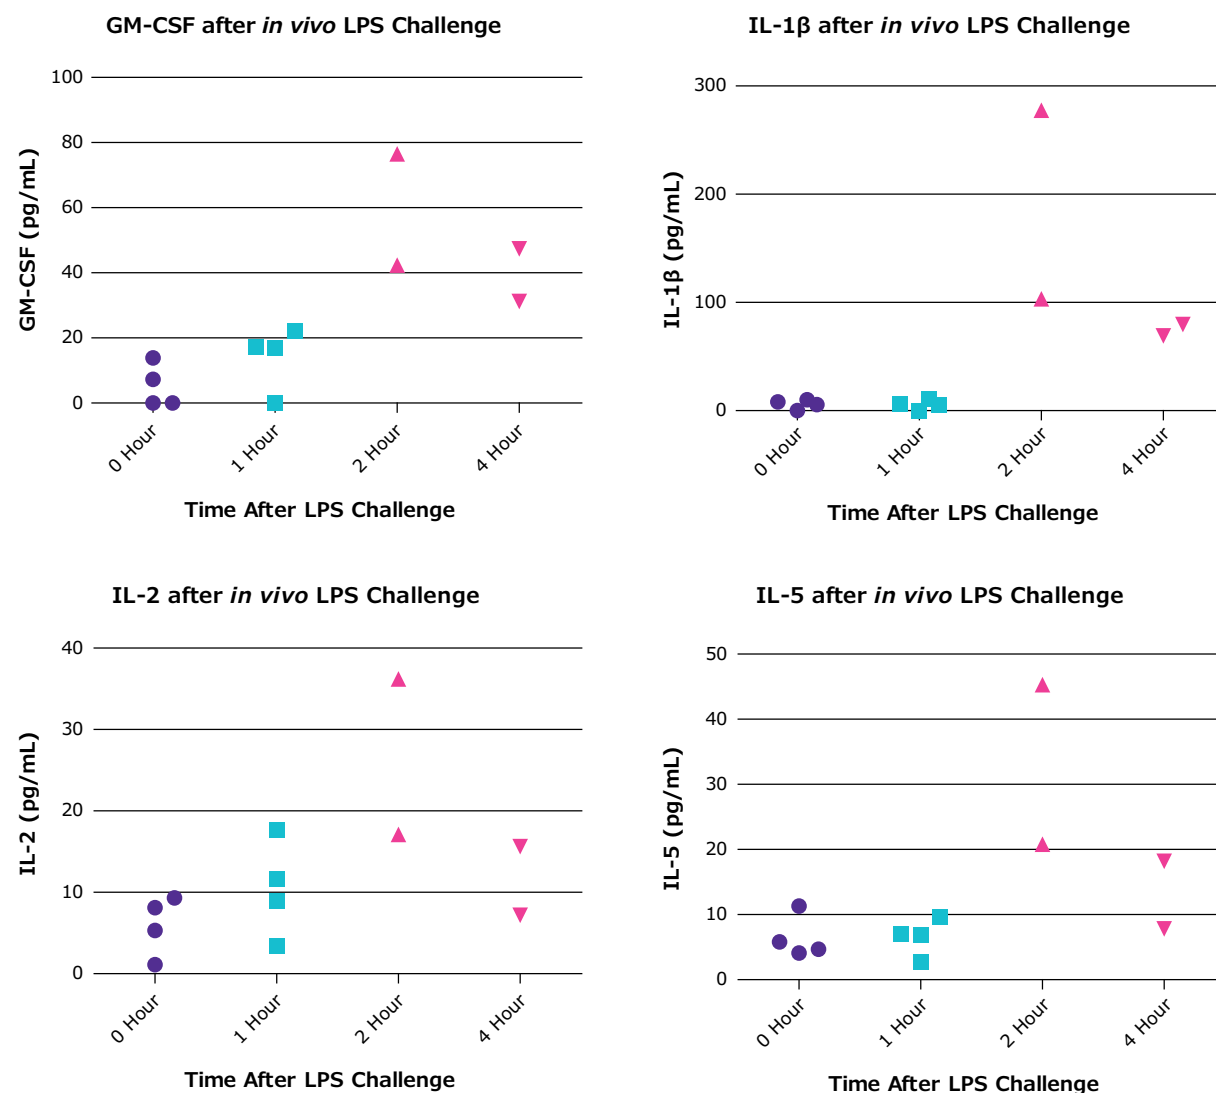 GM-CSF after in vivo LPS Challenge
100
80
60
40
20
0
GM-CSF (pg/mL)
0 Hour
1 Hour
2 Hour
4 Hour
Time After LPS Challenge
IL-1β after in vivo LPS Challenge
300
200
100
0
IL-1β (pg/mL)
0 Hour
1 Hour
2 Hour
4 Hour
Time After LPS Challenge
IL-2 after in vivo LPS Challenge
40
30
20
10
0
IL-2 (pg/mL)
0 Hour
1 Hour
2 Hour
4 Hour
Time After LPS Challenge
IL-5 after in vivo LPS Challenge
50
40
30
20
10
0
IL-5 (pg/mL)
0 Hour
1 Hour
2 Hour
4 Hour
Time After LPS Challenge